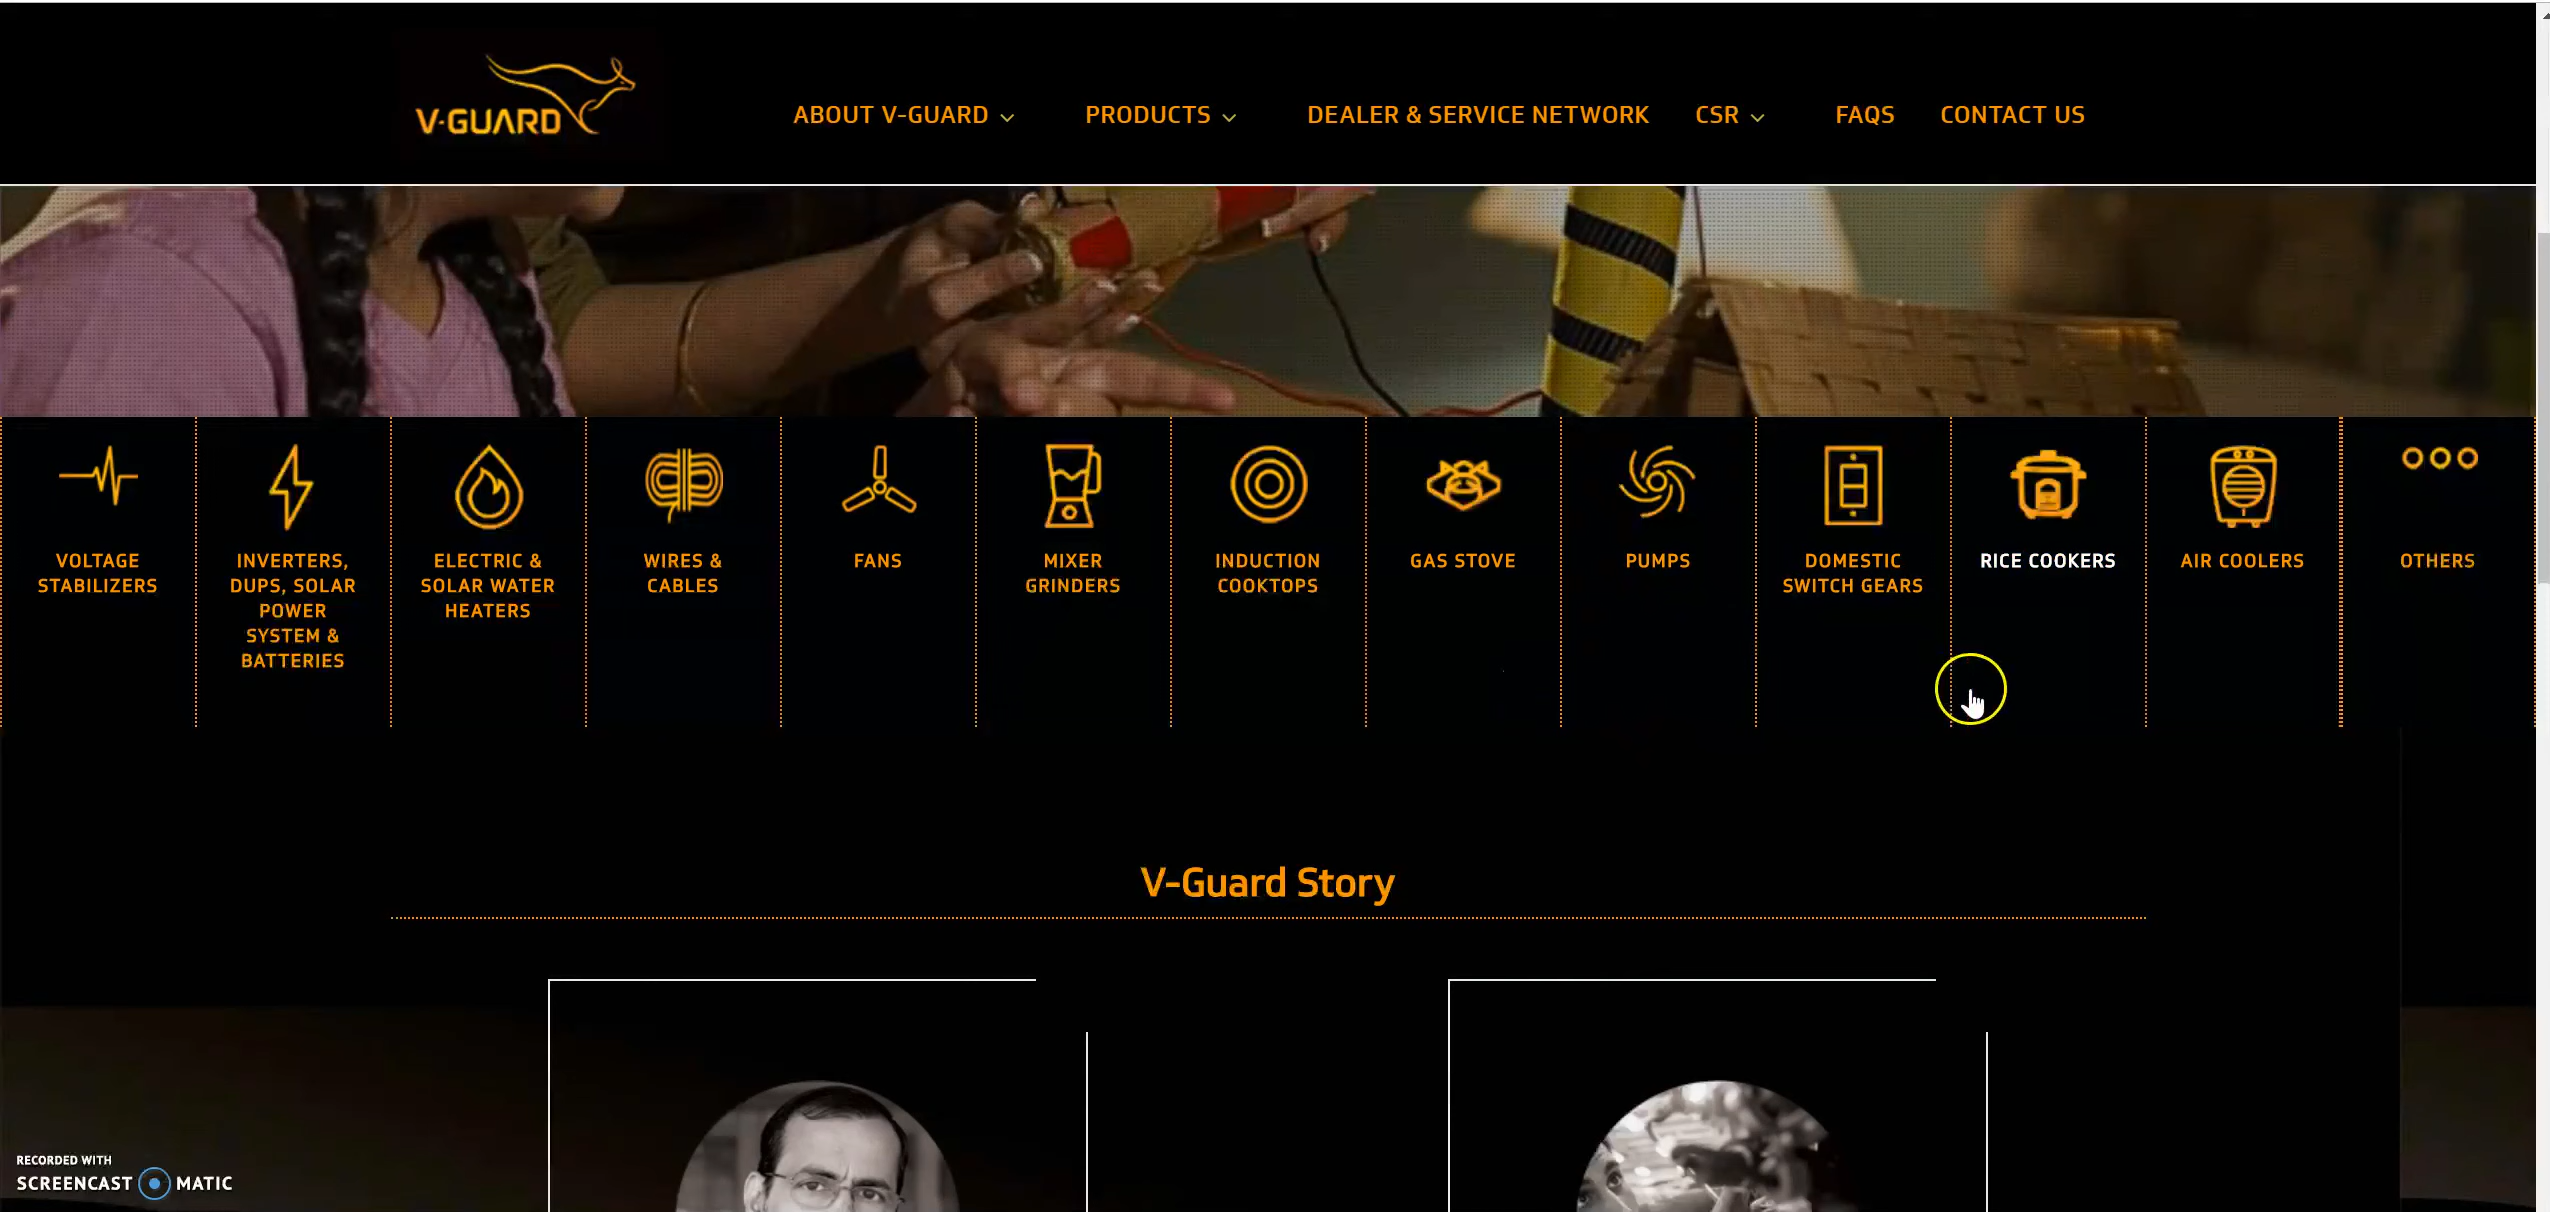 V-GUARD
ABOUT V-GUARD
PRODUCTS
DEALER & SERVICE NETWORK
CSR
FAQS
CONTACT US
VOLTAGE
STABILIZERS
INVERTERS,
DUPS, SOLAR
POWER
SYSTEM &
BATTERIES
ELECTRIC &
SOLAR WATER
HEATERS
WIRES &
CABLES
FANS
MIXER
GRINDERS
INDUCTION
COOKTOPS
GAS STOVE
PUMPS
DOMESTIC
SWITCH GEARS
RICE COOKERS
AIR COOLERS
OTHERS
V-Guard Story
RECORDED WITH
SCREENCAST MATIC